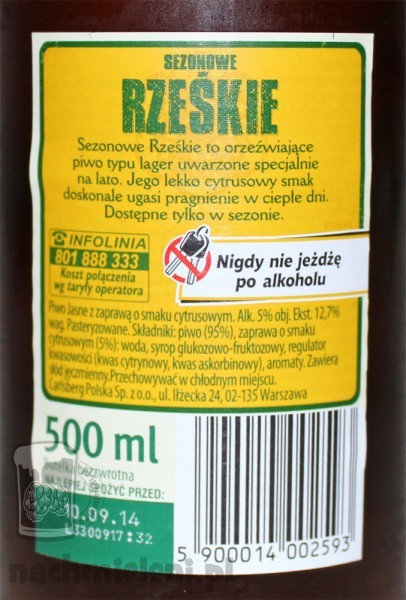 SEZONOWE
RZEŚKIE
Sezonowe Rześkie to orzeźwiające
piwo typu lager uwarzone specjalnie
na lato. Jego lekko cytrusowy smak
doskonale ugasi pragnienie w ciepłe dni.
Dostępne tylko w sezonie.
INFOLINIA
801 888 333
Koszt połączenia
wg taryfy operatora
Nigdy nie jeżdżę
po alkoholu
Piwo Jasne z zaprawą o smaku cytrusowym. Alk. 5% obj. Ekst. 12,7%
wag. Pasteryzowane. Składniki: piwo (95%), zaprawa o smaku
cytrusowym (5%): woda, syrop glukozowo-fruktozowy, regulator
kwasowości (kwas cytrynowy, kwas askorbinowy), aromaty. Zawiera
słód jęczmienny. Przechowywać w chłodnym miejscu.
Carlsberg Polska Sp. z o.o., ul. Iłżecka 24, 02-135 Warszawa
500 ml
butelka bezzwrotna
NAJLEPIEJ SPOŻYĆ PRZED:
10.09.14
L3300917:32
5 900014 002593
nachmieleni.pl